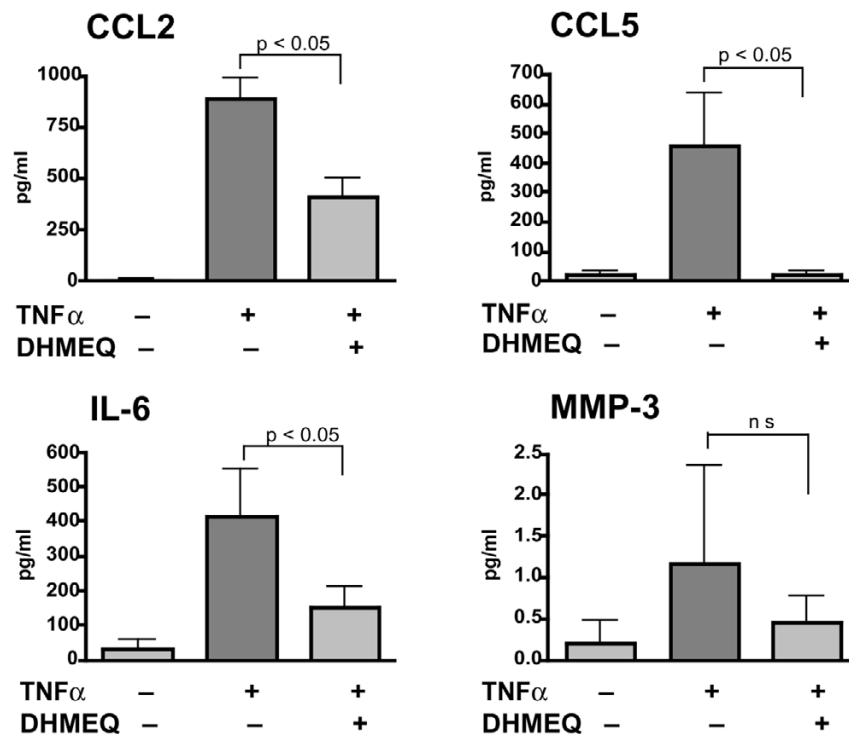 CCL2
p < 0.05
1000
750
500
250
0
pg/ml
TNFα – + +
DHMEQ – – +
CCL5
p < 0.05
700
600
500
400
300
200
100
0
pg/ml
TNFα – + +
DHMEQ – – +
IL-6
p < 0.05
600
500
400
300
200
100
0
pg/ml
TNFα – + +
DHMEQ – – +
MMP-3
n s
2.5
2.0
1.5
1.0
0.5
0.0
pg/ml
TNFα – + +
DHMEQ – – +